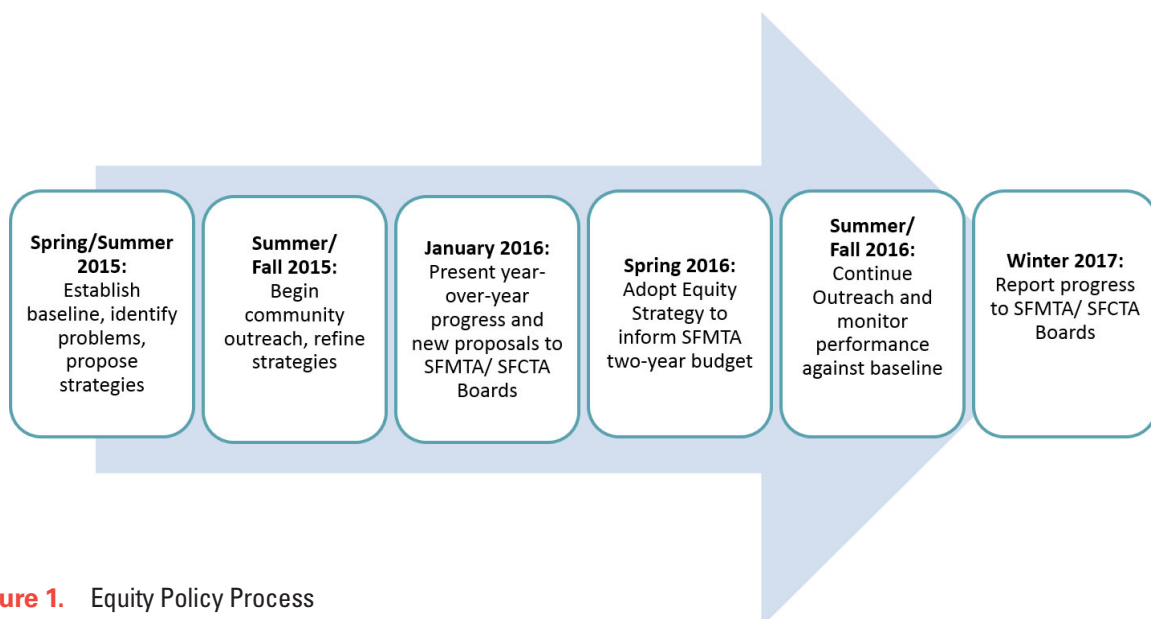 Spring/Summer
2015:
Establish
baseline, identify
problems,
propose
strategies
Summer/
Fall 2015:
Begin
community
outreach, refine
strategies
January 2016:
Present year-
over-year
progress and
new proposals to
SFMTA/ SFCTA
Boards
Spring 2016:
Adopt Equity
Strategy to
inform SFMTA
two-year budget
Summer/
Fall 2016:
Continue
Outreach and
monitor
performance
against baseline
Winter 2017:
Report progress
to SFMTA/ SFCTA
Boards
ure 1. Equity Policy Process